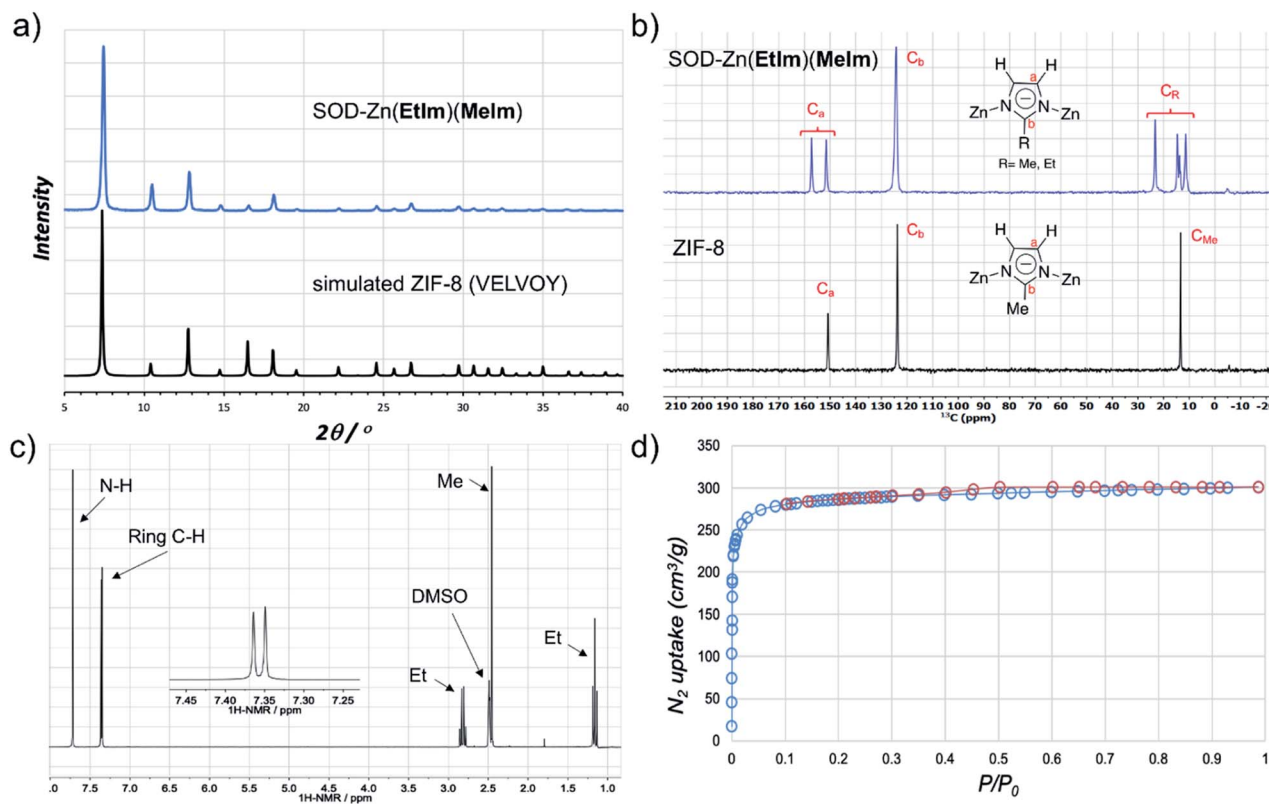 a)
SOD-Zn(EtIm)(MeIm)
simulated ZIF-8 (VELVOY)
Intensity
5 10 15 20 25 30 35 40
2θ/ °
b)
SOD-Zn(EtIm)(MeIm)
Ca
Cb
CR
H H
a
N N
Zn Zn
b
R
R= Me, Et
ZIF-8
Ca
Cb
CMe
H H
a
N N
Zn Zn
b
Me
210 200 190 180 170 160 150 140 130 120 110 100 90 80 70 60 50 40 30 20 10 0 -10 -20
13C (ppm)
c)
N-H
Ring C-H
Me
DMSO
Et
Et
7.45 7.40 7.35 7.30 7.25
1H-NMR / ppm
8.0 7.5 7.0 6.5 6.0 5.5 5.0 4.5 4.0 3.5 3.0 2.5 2.0 1.5 1.0
1H-NMR / ppm
d)
N2 uptake (cm3/g)
350
300
250
200
150
100
50
0
0 0.1 0.2 0.3 0.4 0.5 0.6 0.7 0.8 0.9 1
P/P0